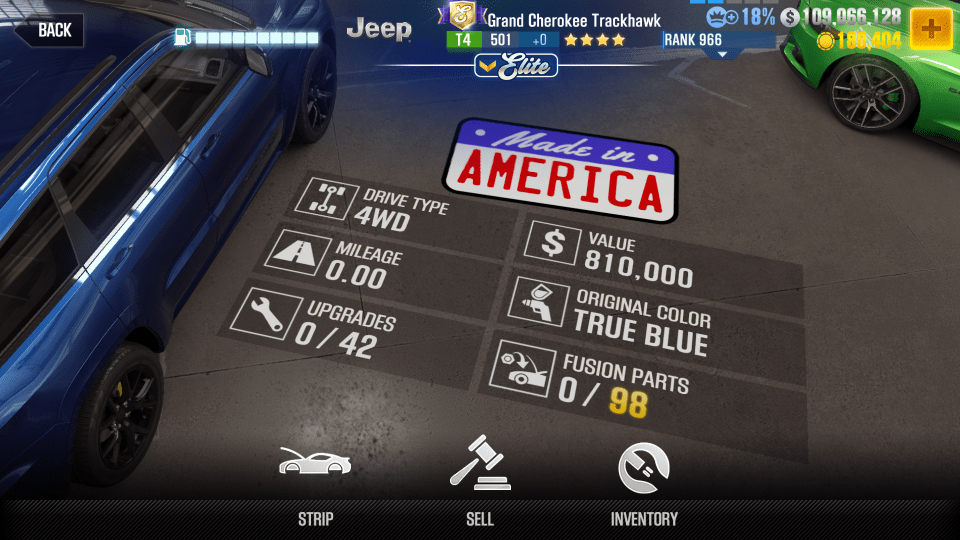 BACK
Jeep
Grand Cherokee Trackhawk
T4 501 +0
RANK 966
18%
$ 109,066,128
Elite
Made in
AMERICA
DRIVE TYPE
4WD
MILEAGE
0.00
UPGRADES
0 / 42
$ VALUE
810,000
ORIGINAL COLOR
TRUE BLUE
FUSION PARTS
0 / 98
STRIP
SELL
INVENTORY